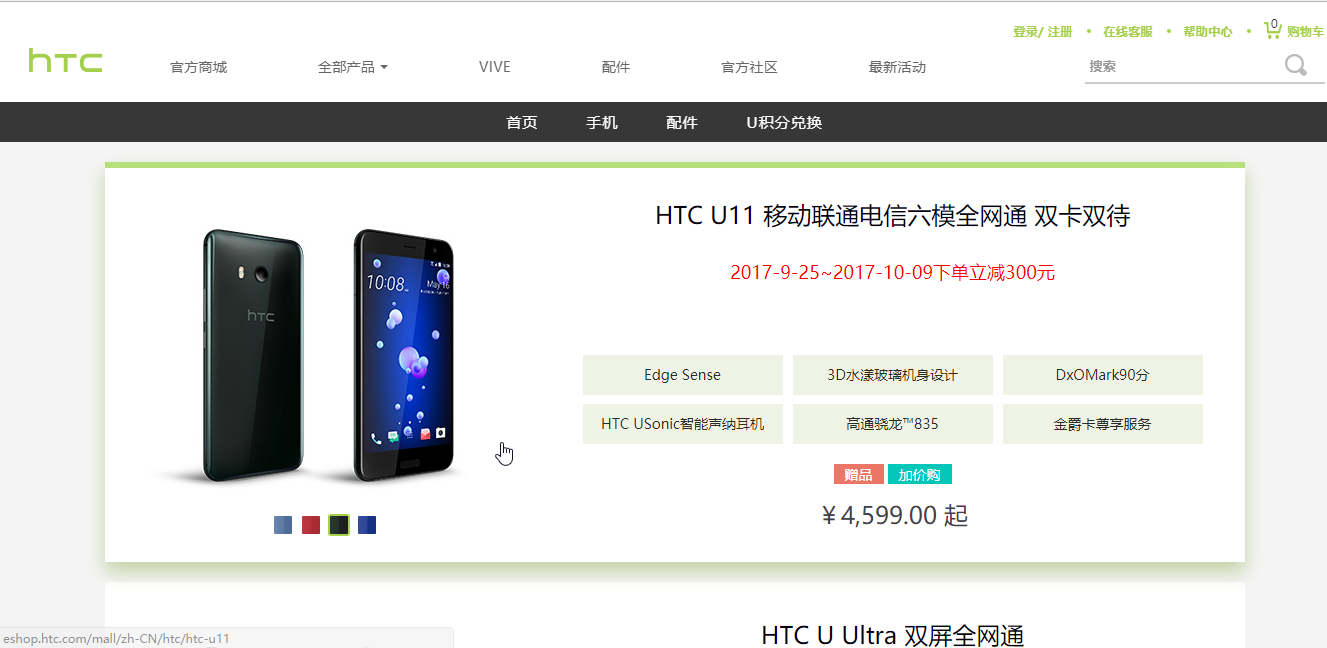 登录/ 注册 • 在线客服 • 帮助中心 • 0 购物车
hTC 官方商城 全部产品 VIVE 配件 官方社区 最新活动 搜索
首页 手机 配件 U积分兑换
HTC U11 移动联通电信六模全网通 双卡双待
2017-9-25~2017-10-09下单立减300元
10:08
hTC
Edge Sense 3D水漾玻璃机身设计 DxOMark90分
HTC USonic智能声纳耳机 高通骁龙™835 金爵卡尊享服务
赠品 加价购
¥4,599.00 起
HTC U Ultra 双屏全网通
eshop.htc.com/mall/zh-CN/htc/htc-u11